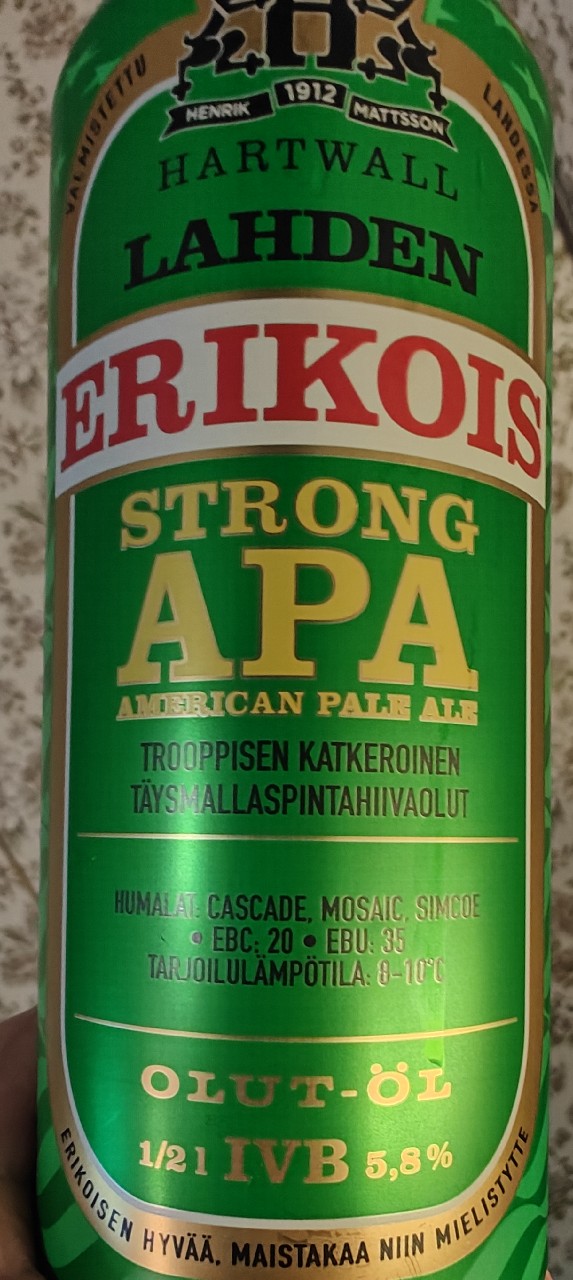 VALMISTETTU LAHDESSA
HENRIK 1912 MATTSSON
HARTWALL
LAHDEN
ERIKOIS
STRONG
APA
AMERICAN PALE ALE
TROOPPISEN KATKEROINEN
TÄYSMALLASPINTAHIIVAOLUT
HUMALAT: CASCADE, MOSAIC, SIMCOE
• EBC: 20 • EBU: 35
TARJOILULÄMPÖTILA: 8-10°C
OLUT-ÖL
1/2 l IVB 5,8%
ERIKOISEN HYVÄÄ, MAISTAKAA NIIN MIELISTYTTE